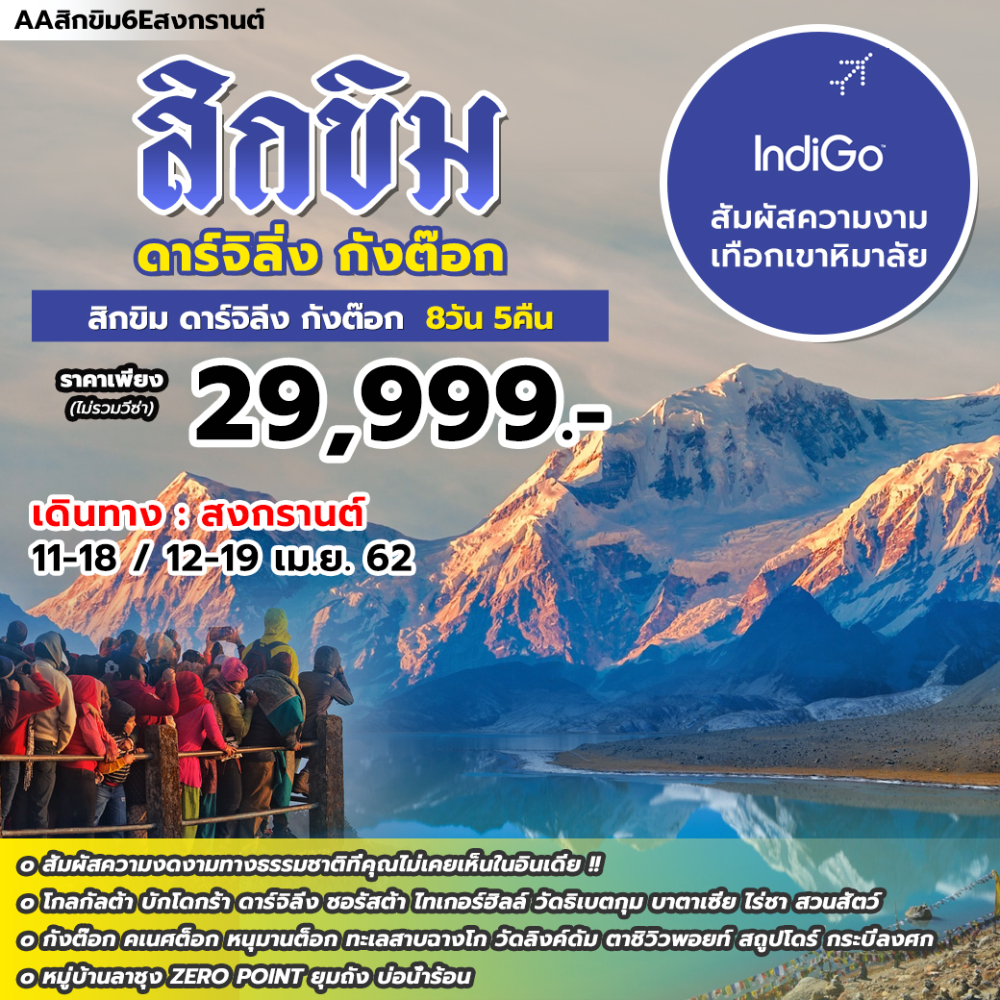 AAสิกขิม6Eสงกรานต์
สิกขิม
ดาร์จิลิ่ง กังต๊อก
สิกขิม ดาร์จิลีง กังต๊อก 8วัน 5คืน
ราคาเพียง
(ไม่รวมวีซ่า)
29,999.-
IndiGo™
สัมผัสความงาม
เทือกเขาหิมาลัย
เดินทาง : สงกรานต์
11-18 / 12-19 เม.ย. 62
o สัมผัสความงดงามทางธรรมชาติที่คุณไม่เคยเห็นในอินเดีย !!
o โกลกัลต้า บักโดกร้า ดาร์จิลีง ชอรัสต้า ไทเกอร์ฮิลล์ วัดธิเบตกุม บาตาเซีย ไร่ชา สวนสัตว์
o กังต๊อก คเนศต็อก หนุมานต็อก ทะเลสาบฉางโก วัดลิงค์ดัม ตาชิวิวพอยท์ สถูปโดร์ กระบี่ลงศก
o หมู่บ้านลาชุง ZERO POINT ยุมถัง บ่อน้ำร้อน